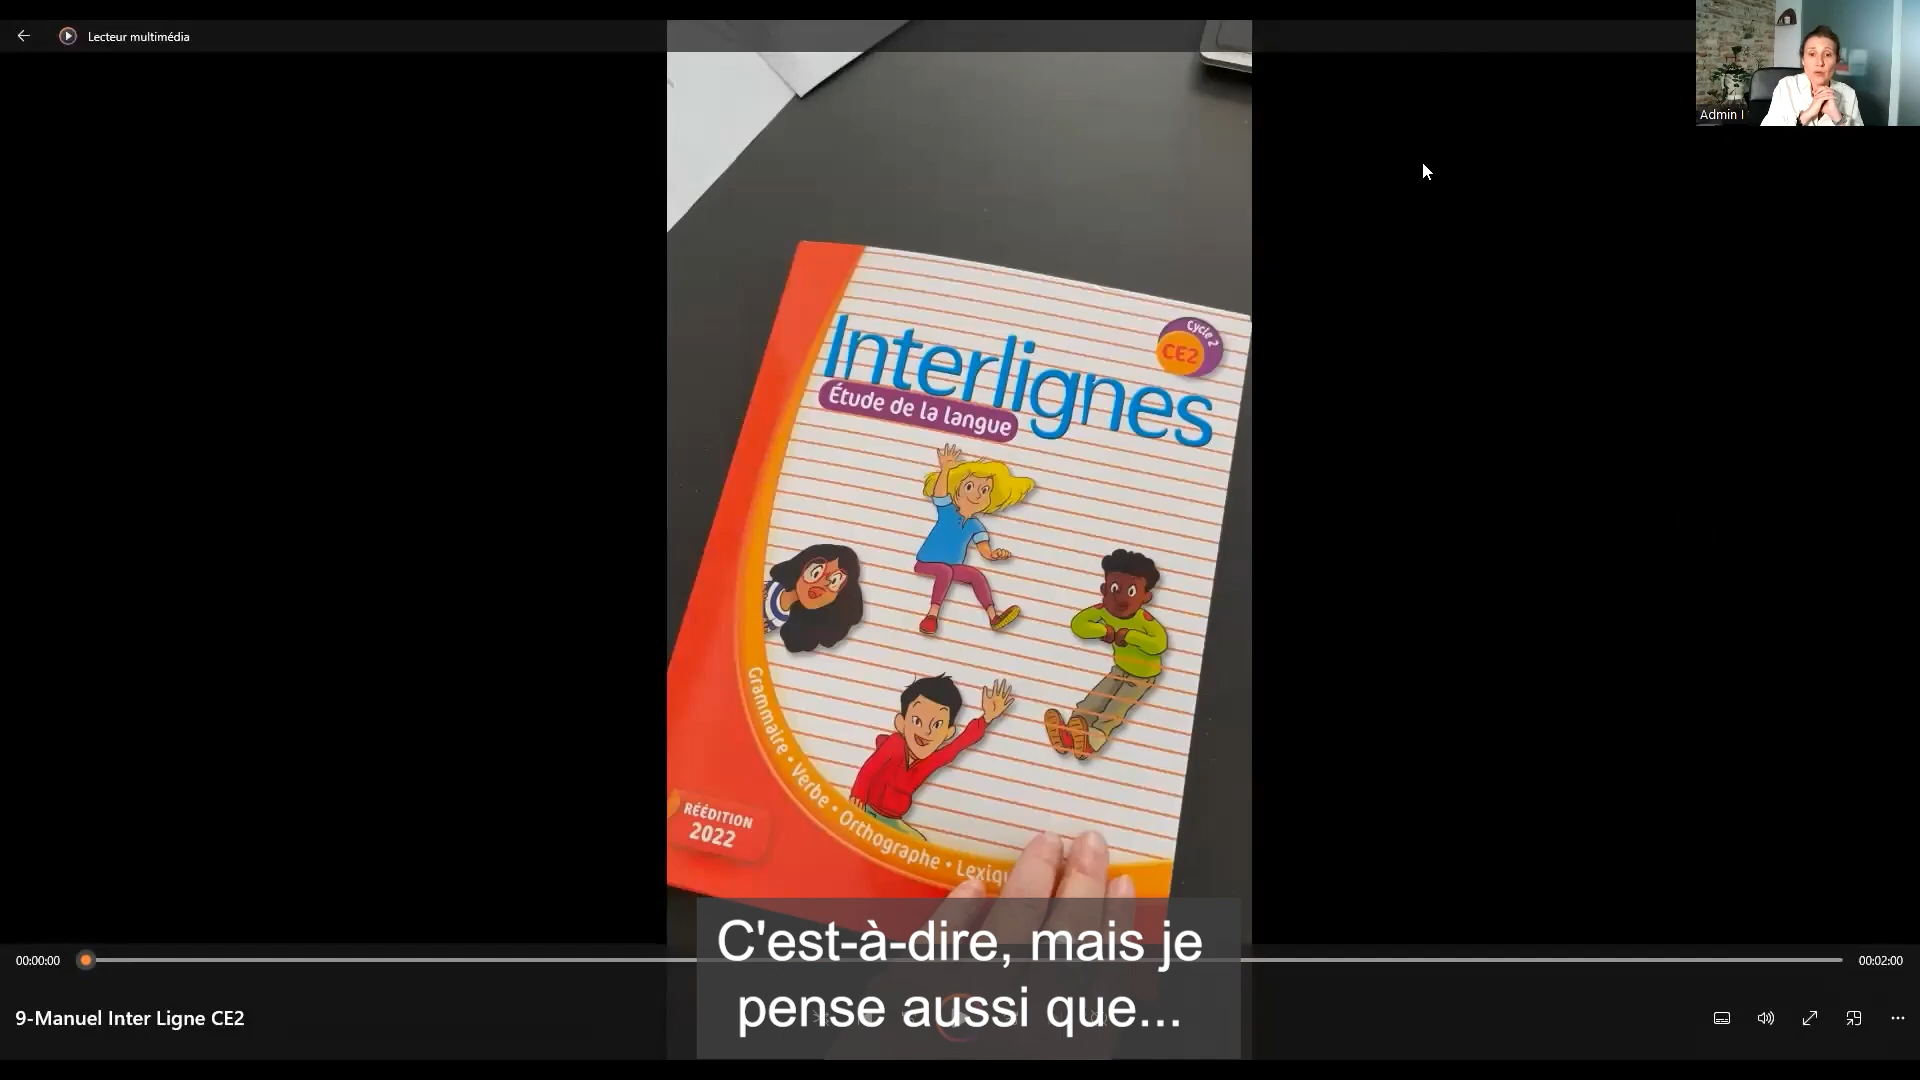 Lecteur multimédia
Admin
Cycle 2
CE2
Interlignes
Étude de la langue
Grammaire • Verbe • Orthographe • Lexiqu
RÉÉDITION
2022
C'est-à-dire, mais je
pense aussi que...
00:00:00
00:02:00
9-Manuel Inter Ligne CE2